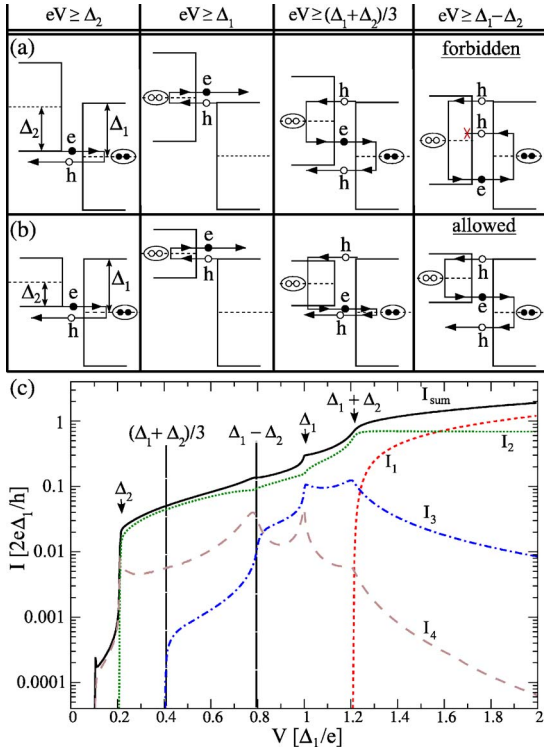 eV ≥ Δ₂ eV ≥ Δ₁ eV ≥ (Δ₁+Δ₂)/3 eV ≥ Δ₁−Δ₂
(a) forbidden
Δ₂ e Δ₁ h
e h
h e h
h h e
(b) allowed
Δ₂ e Δ₁ h
e h
h e h
h e h
(c)
I [2eΔ₁/h]
1
0.1
0.01
0.001
0.0001
Δ₂ (Δ₁+Δ₂)/3 Δ₁ − Δ₂ Δ₁ Δ₁ + Δ₂
I_sum
I₁
I₂
I₃
I₄
0 0.2 0.4 0.6 0.8 1 1.2 1.4 1.6 1.8 2
V [Δ₁/e]